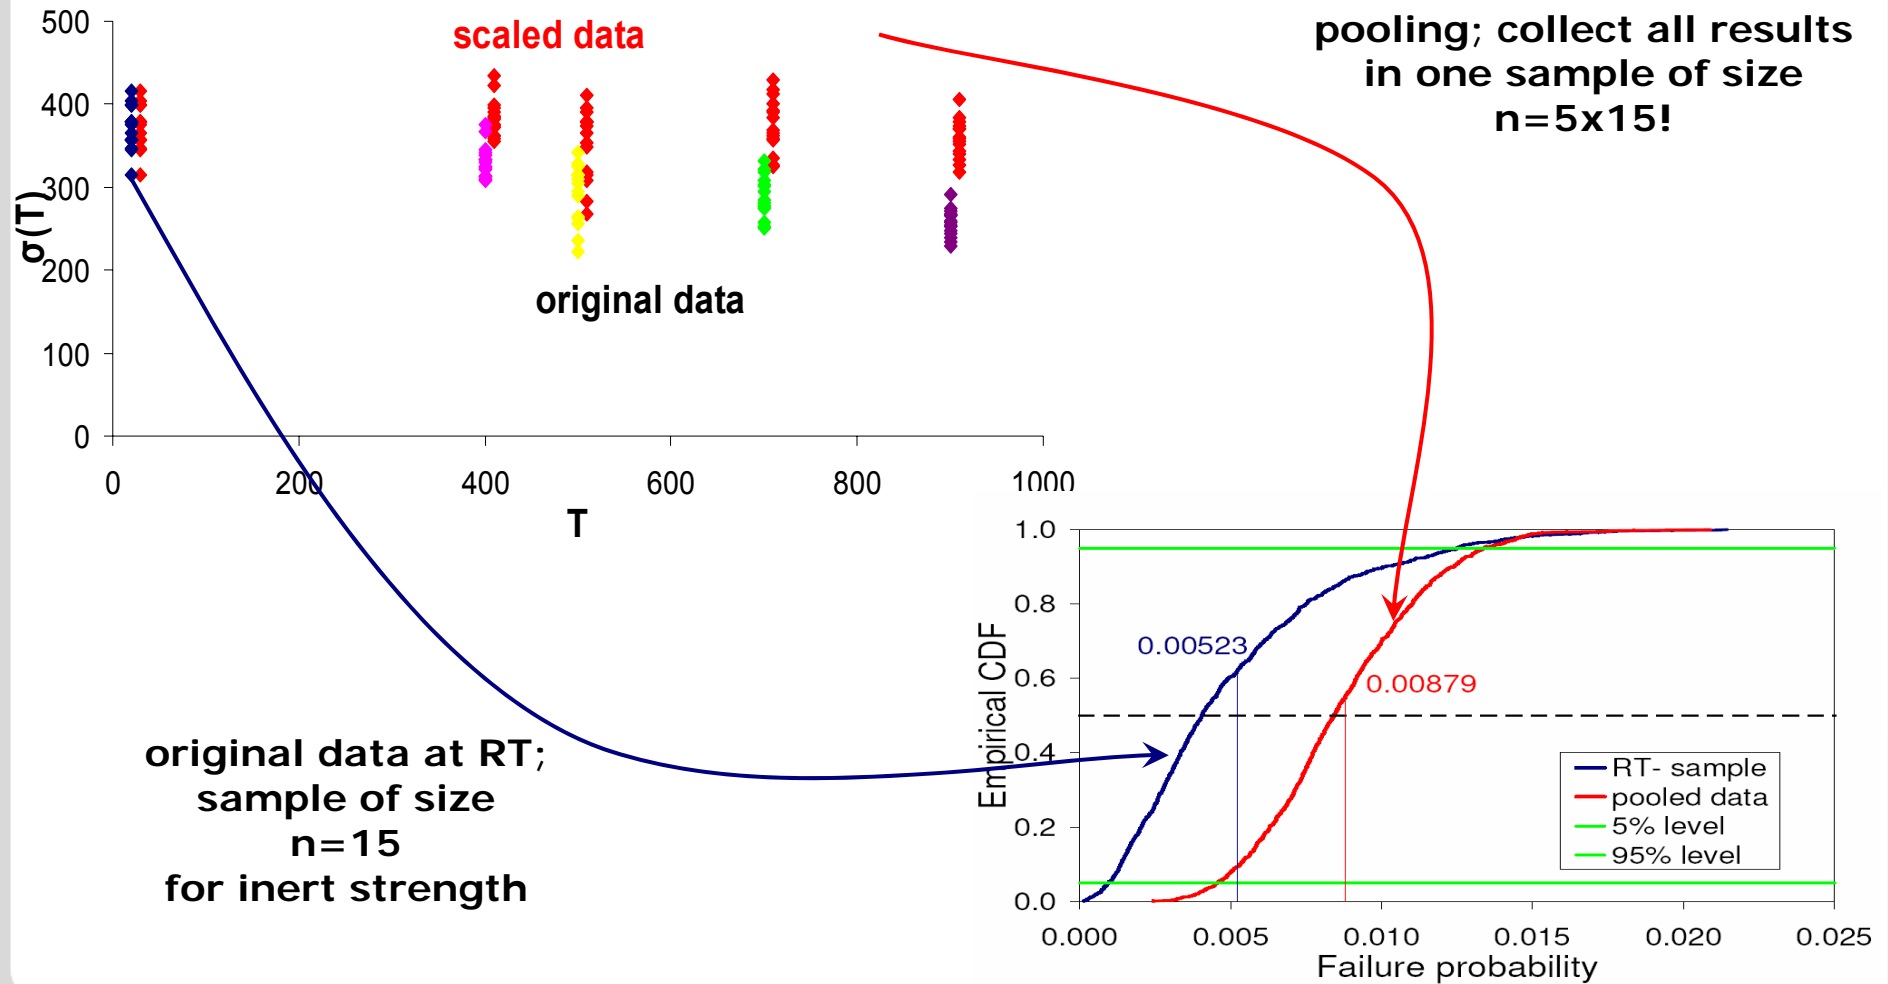 500
400
300
200
100
0
σ(T)
0
200
400
600
800
1000
T
scaled data
original data
pooling; collect all results
in one sample of size
n=5x15!
original data at RT;
sample of size
n=15
for inert strength
1.0
0.8
0.6
0.4
0.2
0.0
Empirical CDF
0.00523
0.00879
RT- sample
pooled data
5% level
95% level
0.000
0.005
0.010
0.015
0.020
0.025
Failure probability